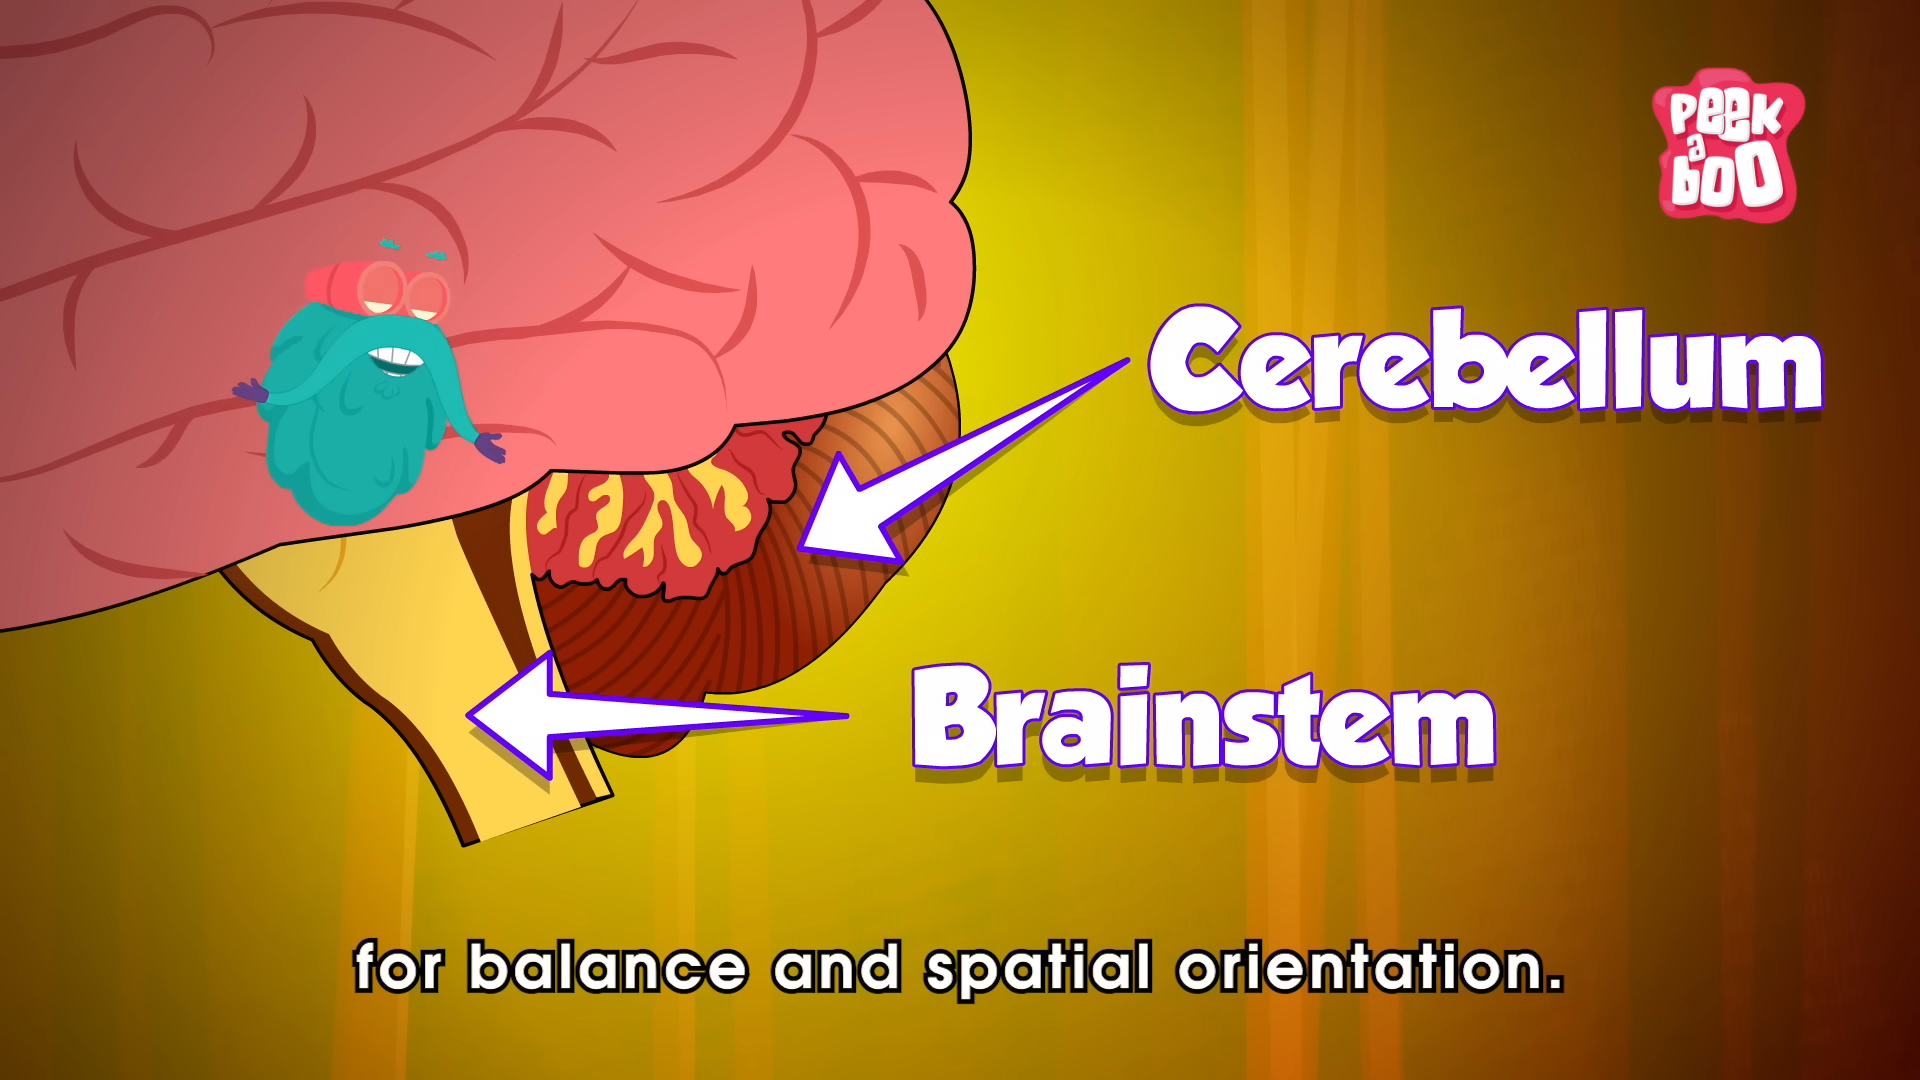 Peek
a
boo
Cerebellum
Brainstem
for balance and spatial orientation.